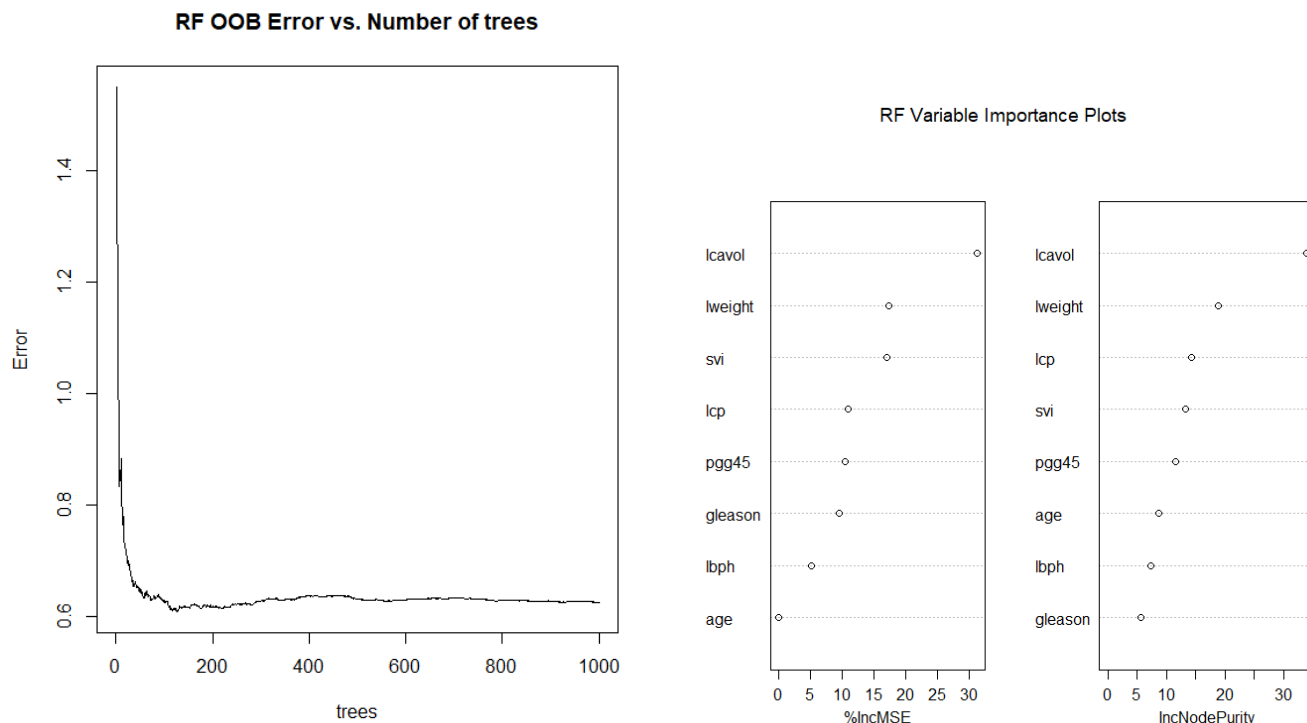 RF OOB Error vs. Number of trees
1.4
1.2
1.0
0.8
0.6
Error
0 200 400 600 800 1000
trees
RF Variable Importance Plots
lcavol
lweight
svi
lcp
pgg45
gleason
lbph
age
0 5 10 15 20 25 30
%IncMSE
lcavol
lweight
lcp
svi
pgg45
age
lbph
gleason
0 5 10 20 30
IncNodePurity